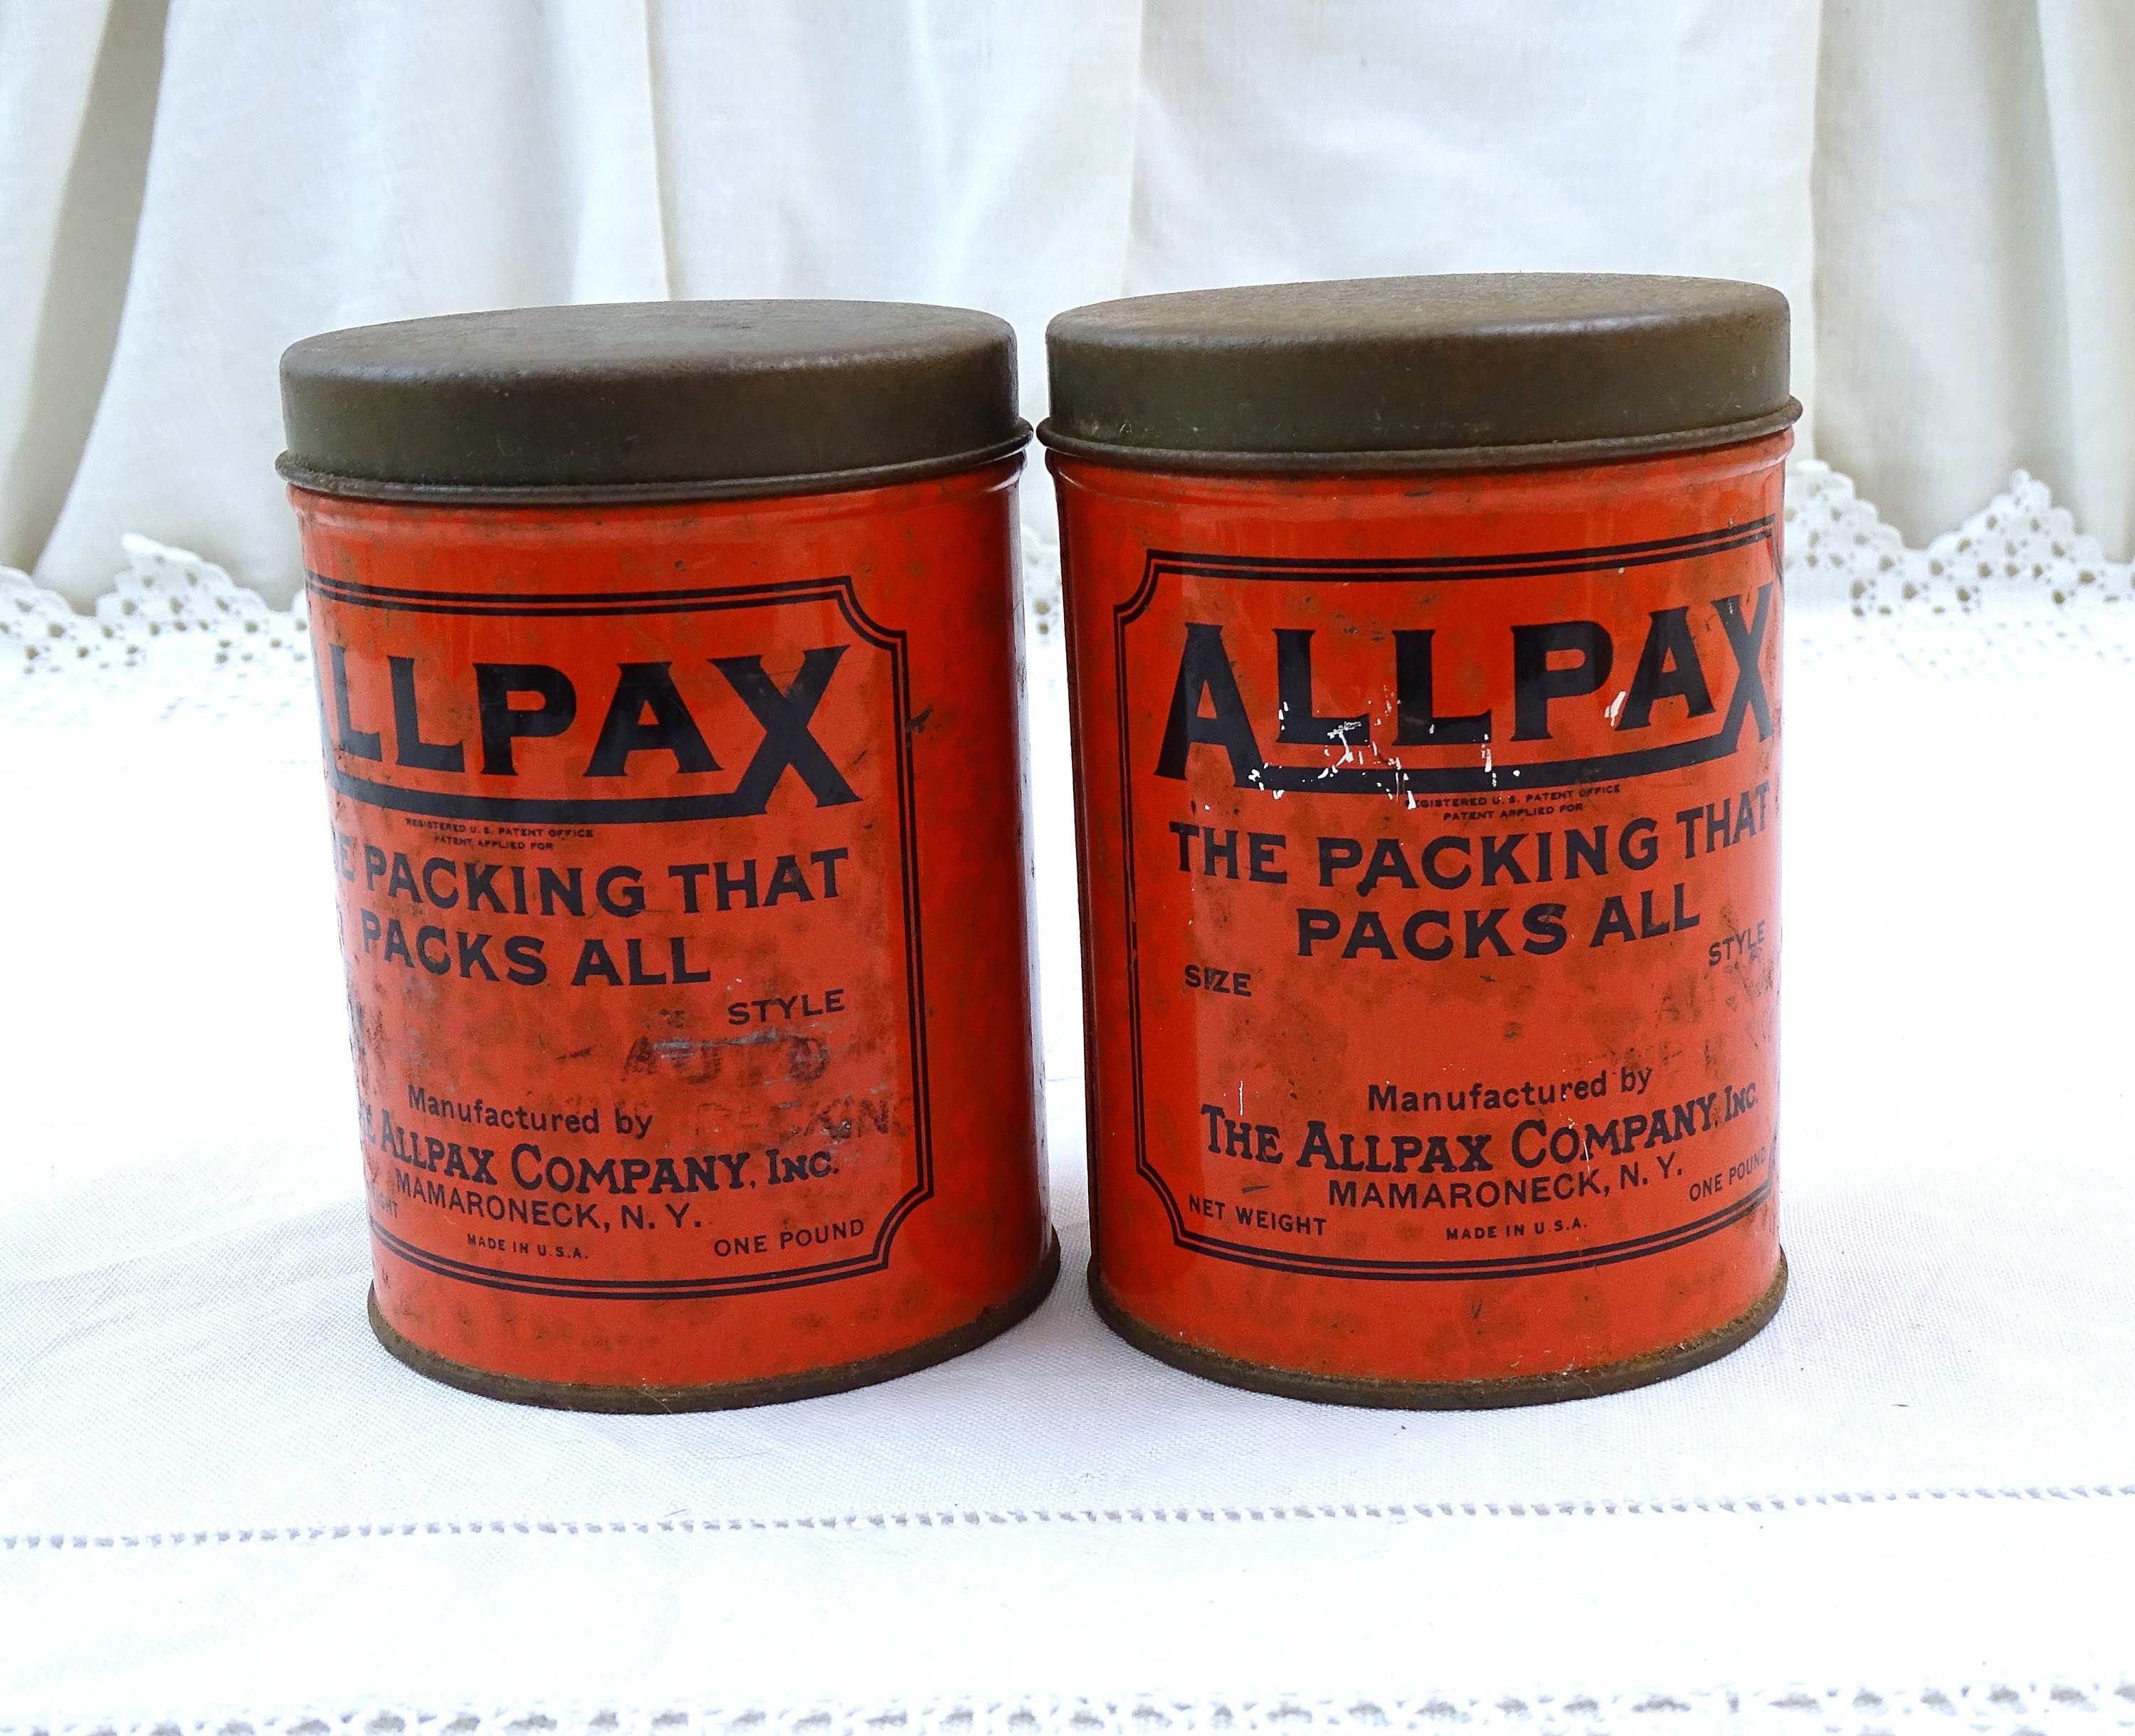 ALLPAX
REGISTERED U. S. PATENT OFFICE
PATENT APPLIED FOR
PACKING THAT
PACKS ALL
STYLE
AUTO
Manufactured by
ALLPAX COMPANY, INC.
MAMARONECK, N. Y.
ONE POUND
MADE IN U.S.A.
ALLPAX
REGISTERED U. S. PATENT OFFICE
PATENT APPLIED FOR
THE PACKING THAT
PACKS ALL
SIZE STYLE
Manufactured by
THE ALLPAX COMPANY, INC.
MAMARONECK, N. Y.
NET WEIGHT ONE POUND
MADE IN U.S.A.